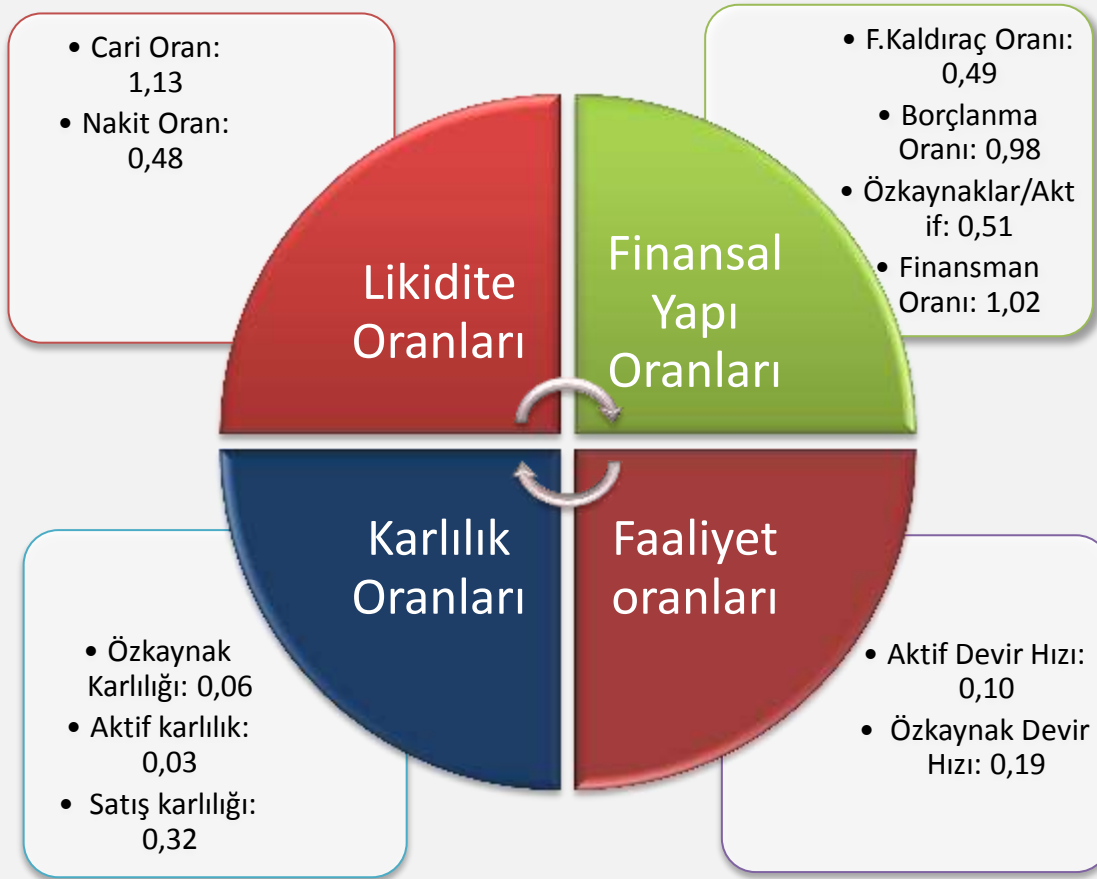 • Cari Oran:
1,13
• Nakit Oran:
0,48
• F.Kaldıraç Oranı:
0,49
• Borçlanma
Oranı: 0,98
• Özkaynaklar/Akt
if: 0,51
• Finansman
Oranı: 1,02
Likidite
Oranları
Finansal
Yapı
Oranları
Karlılık
Oranları
Faaliyet
oranları
• Özkaynak
Karlılığı: 0,06
• Aktif karlılık:
0,03
• Satış karlılığı:
0,32
• Aktif Devir Hızı:
0,10
• Özkaynak Devir
Hızı: 0,19